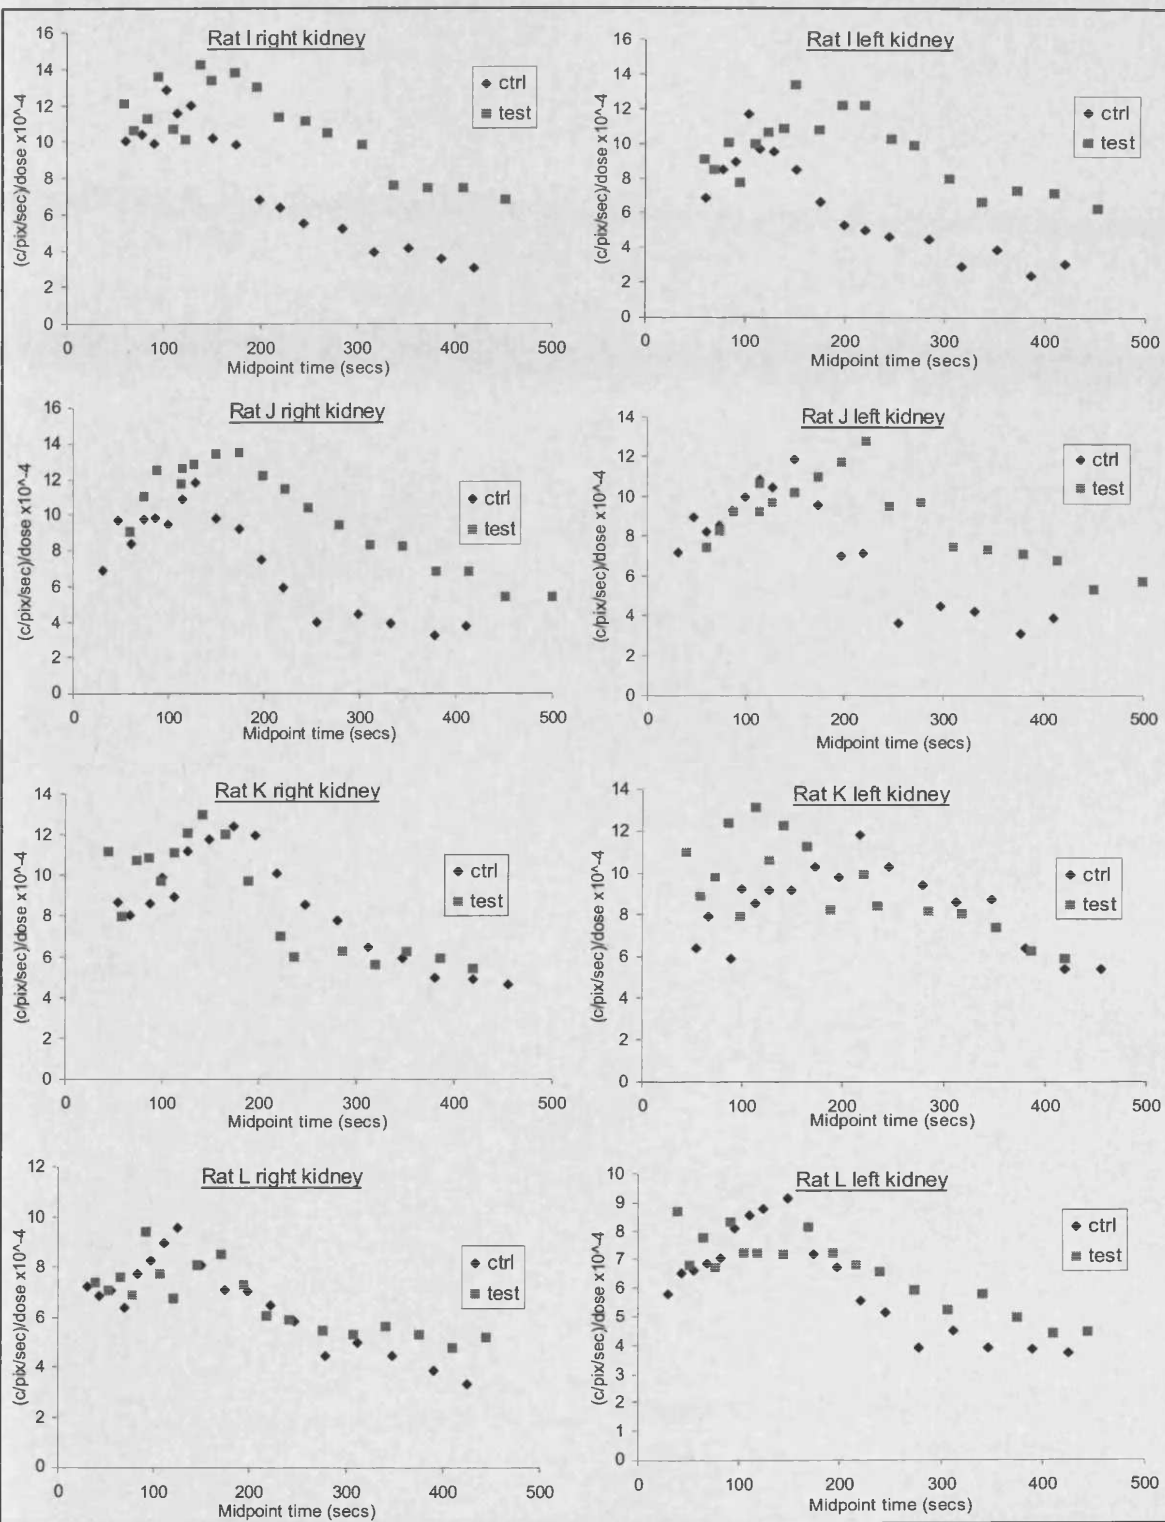 Rat I right kidney
(c/pix/sec)/dose x10^-4
16
14
12
10
8
6
4
2
0
0 100 200 300 400 500
Midpoint time (secs)
ctrl
test
Rat I left kidney
(c/pix/sec)/dose x10^-4
16
14
12
10
8
6
4
2
0
0 100 200 300 400 500
Midpoint time (secs)
ctrl
test
Rat J right kidney
(c/pix/sec)/dose x10^-4
16
14
12
10
8
6
4
2
0
0 100 200 300 400 500
Midpoint time (secs)
ctrl
test
Rat J left kidney
(c/pix/sec)/dose x10^-4
14
12
10
8
6
4
2
0
0 100 200 300 400 500
Midpoint time (secs)
ctrl
test
Rat K right kidney
(c/pix/sec)/dose x10^-4
14
12
10
8
6
4
2
0
0 100 200 300 400 500
Midpoint time (secs)
ctrl
test
Rat K left kidney
(c/pix/sec)/dose x10^-4
14
12
10
8
6
4
2
0
0 100 200 300 400 500
Midpoint time (secs)
ctrl
test
Rat L right kidney
(c/pix/sec)/dose x10^-4
12
10
8
6
4
2
0
0 100 200 300 400 500
Midpoint time (secs)
ctrl
test
Rat L left kidney
(c/pix/sec)/dose x10^-4
10
9
8
7
6
5
4
3
2
1
0
0 100 200 300 400 500
Midpoint time (secs)
ctrl
test